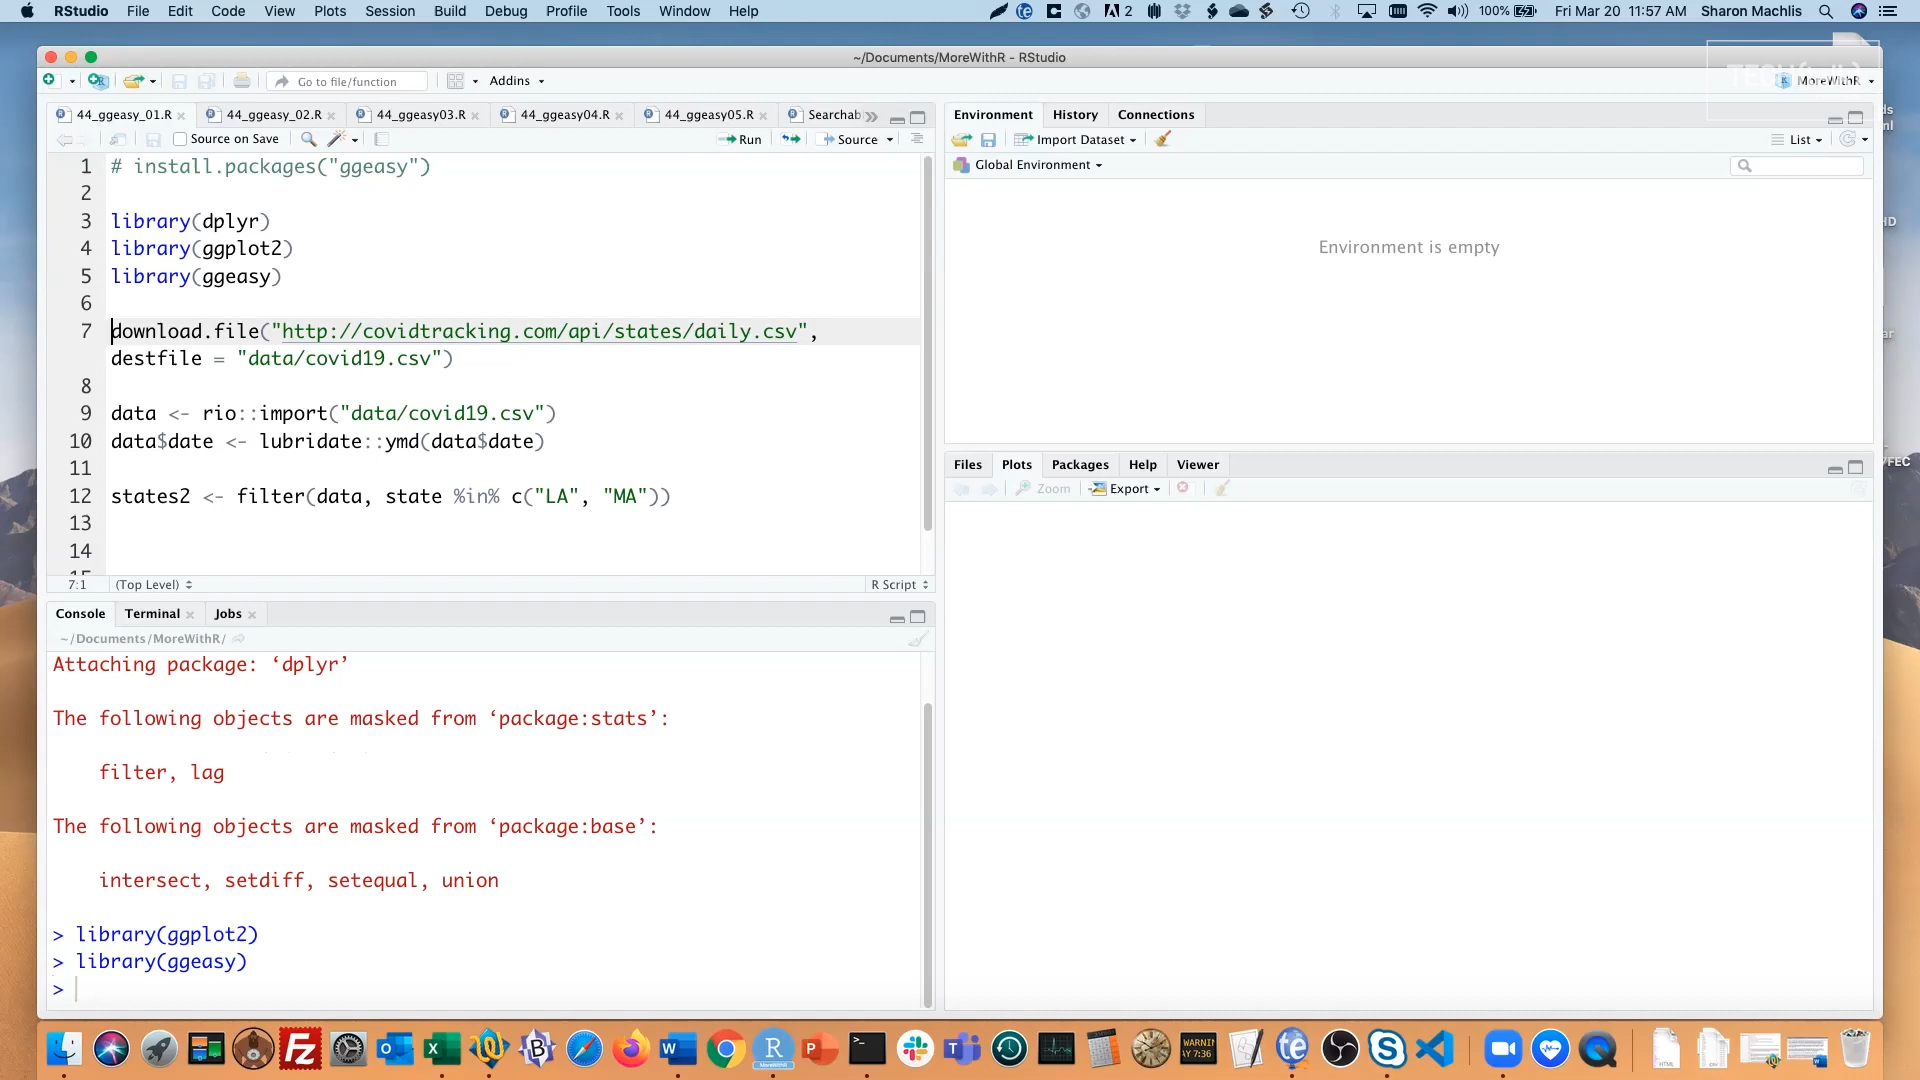 RStudio File Edit Code View Plots Session Build Debug Profile Tools Window Help 2 100% Fri Mar 20 11:57 AM Sharon Machlis
~/Documents/MoreWithR - RStudio
Go to file/function Addins MoreWithR
44_ggeasy_01.R 44_ggeasy_02.R 44_ggeasy03.R 44_ggeasy04.R 44_ggeasy05.R Searchab
Source on Save Run Source
1 # install.packages("ggeasy")
2
3 library(dplyr)
4 library(ggplot2)
5 library(ggeasy)
6
7 download.file("http://covidtracking.com/api/states/daily.csv",
destfile = "data/covid19.csv")
8
9 data <- rio::import("data/covid19.csv")
10 data$date <- lubridate::ymd(data$date)
11
12 states2 <- filter(data, state %in% c("LA", "MA"))
13
14
7:1 (Top Level) R Script
Console Terminal Jobs
~/Documents/MoreWithR/
Attaching package: ‘dplyr’
The following objects are masked from ‘package:stats’:
filter, lag
The following objects are masked from ‘package:base’:
intersect, setdiff, setequal, union
> library(ggplot2)
> library(ggeasy)
>
Environment History Connections
Import Dataset List
Global Environment
Environment is empty
Files Plots Packages Help Viewer
Zoom Export